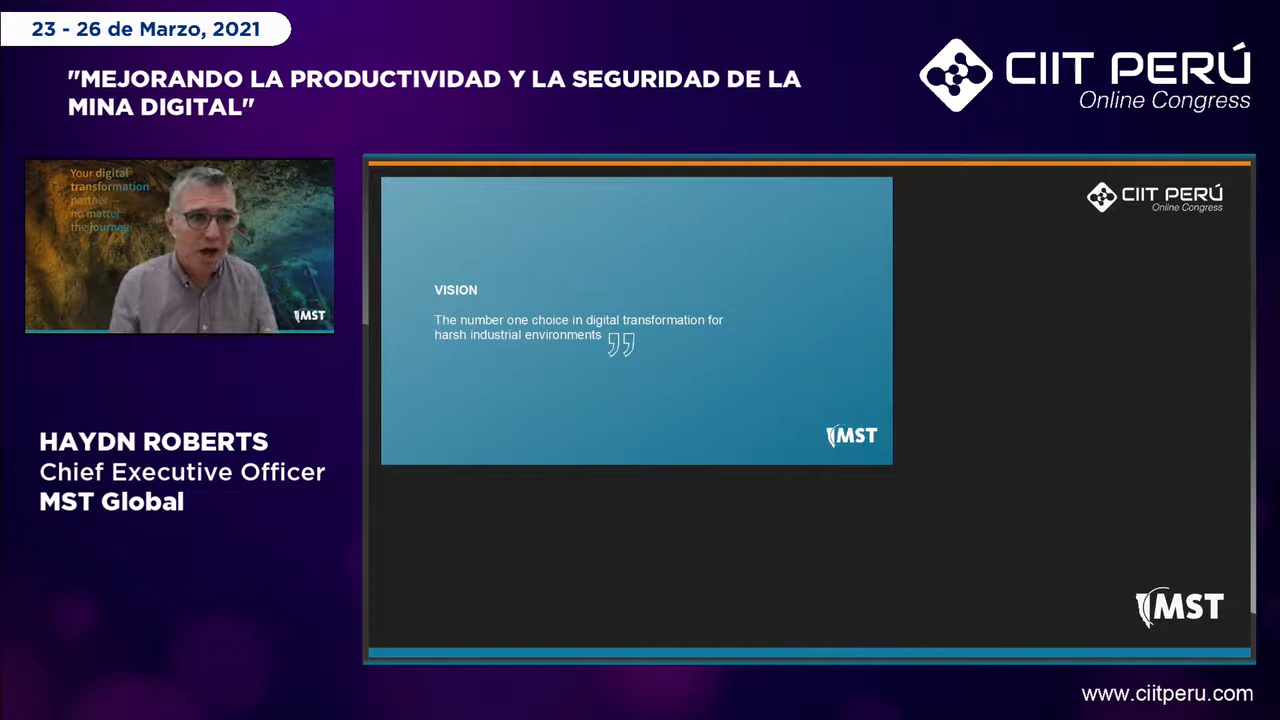 23 - 26 de Marzo, 2021
"MEJORANDO LA PRODUCTIVIDAD Y LA SEGURIDAD DE LA
MINA DIGITAL"
CIIT PERÚ
Online Congress
Your digital
transformation
partner —
no matter
the journey
MST
HAYDN ROBERTS
Chief Executive Officer
MST Global
CIIT PERÚ
Online Congress
VISION
The number one choice in digital transformation for
harsh industrial environments ”
MST
MST
www.ciitperu.com